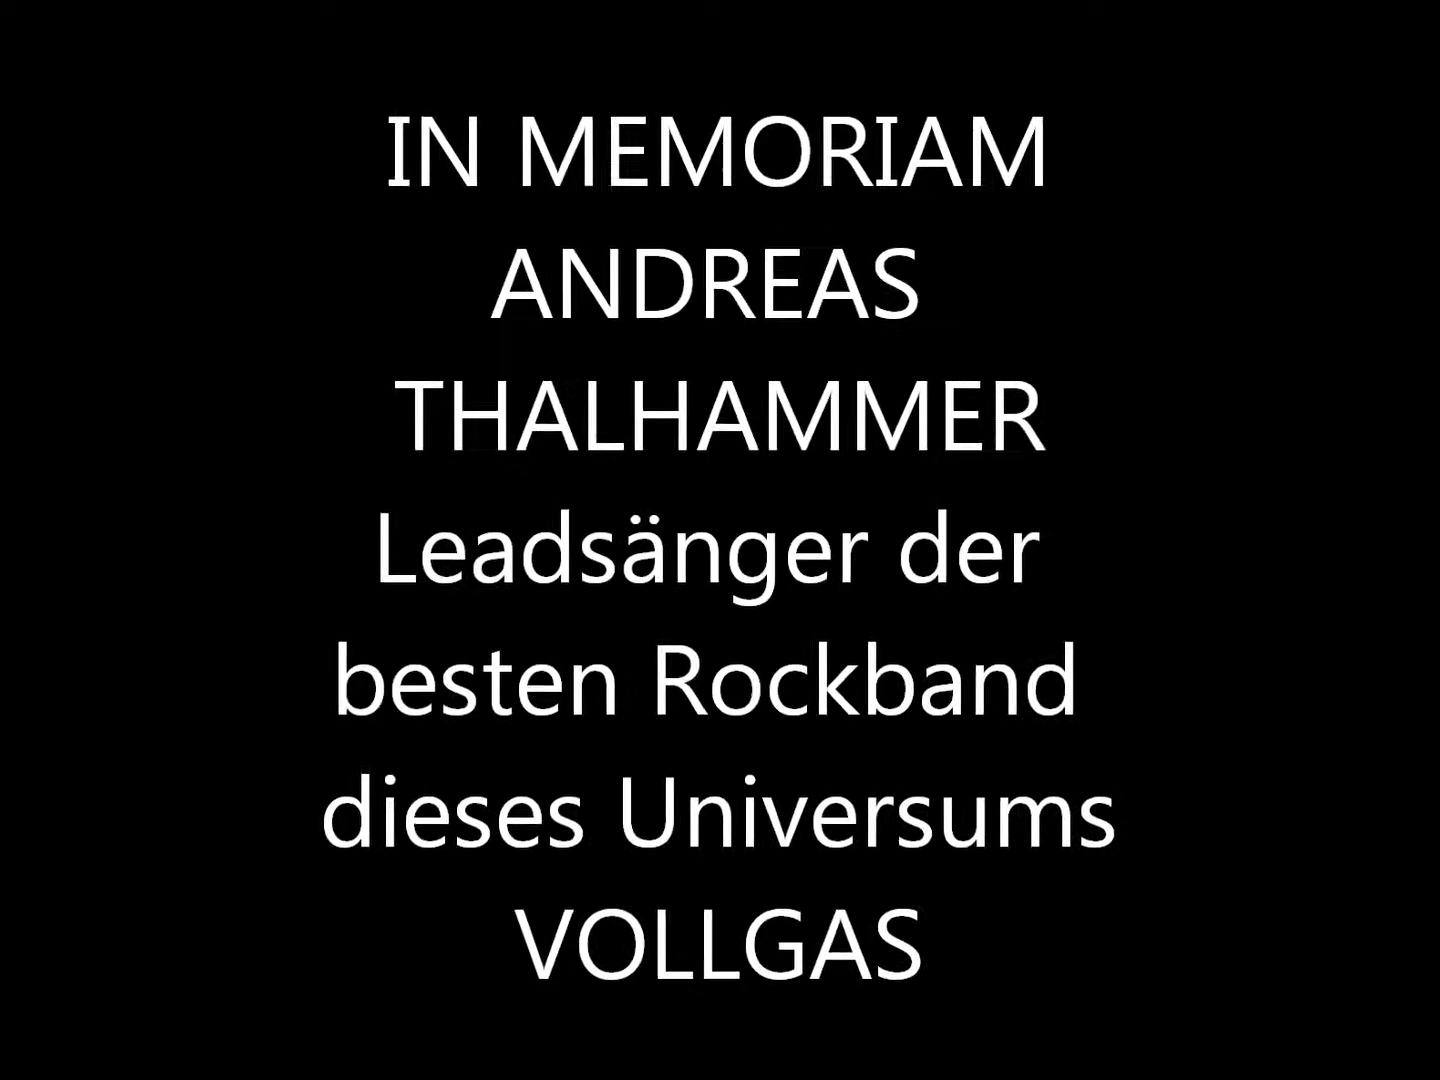 IN MEMORIAM
ANDREAS
THALHAMMER
Leadsänger der
besten Rockband
dieses Universums
VOLLGAS